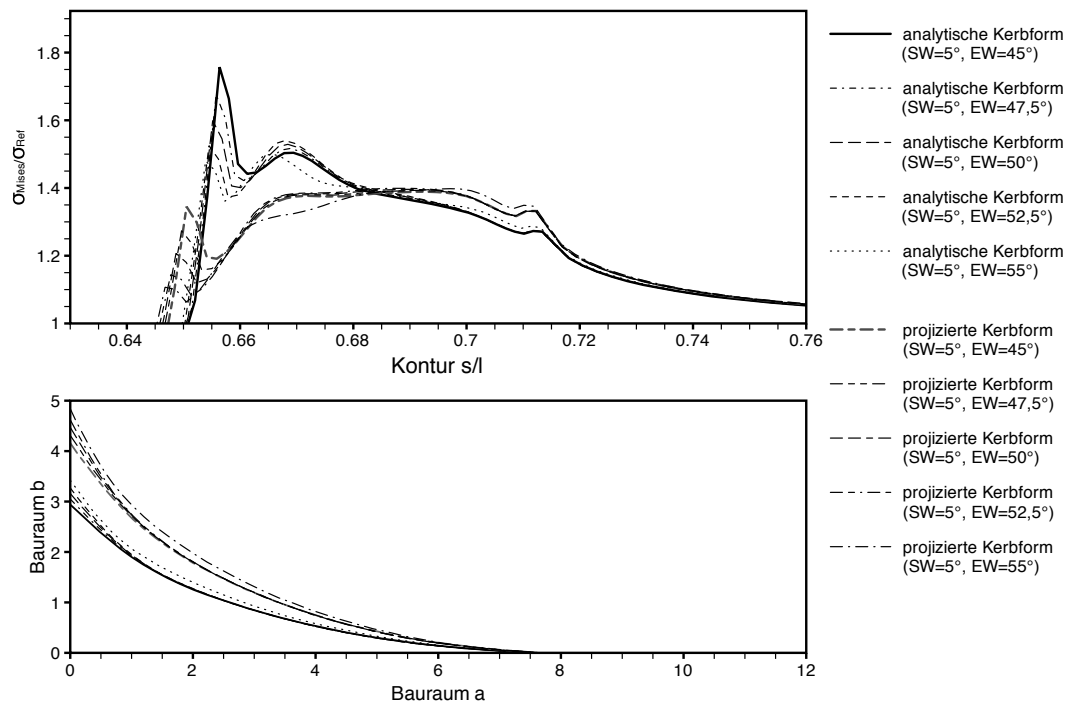 1.8
1.6
1.4
1.2
1
σMises/σRef
0.64
0.66
0.68
0.7
0.72
0.74
0.76
Kontur s/l
analytische Kerbform
(SW=5°, EW=45°)
analytische Kerbform
(SW=5°, EW=47,5°)
analytische Kerbform
(SW=5°, EW=50°)
analytische Kerbform
(SW=5°, EW=52,5°)
analytische Kerbform
(SW=5°, EW=55°)
projizierte Kerbform
(SW=5°, EW=45°)
projizierte Kerbform
(SW=5°, EW=47,5°)
projizierte Kerbform
(SW=5°, EW=50°)
projizierte Kerbform
(SW=5°, EW=52,5°)
projizierte Kerbform
(SW=5°, EW=55°)
5
4
3
2
1
0
Bauraum b
0
2
4
6
8
10
12
Bauraum a